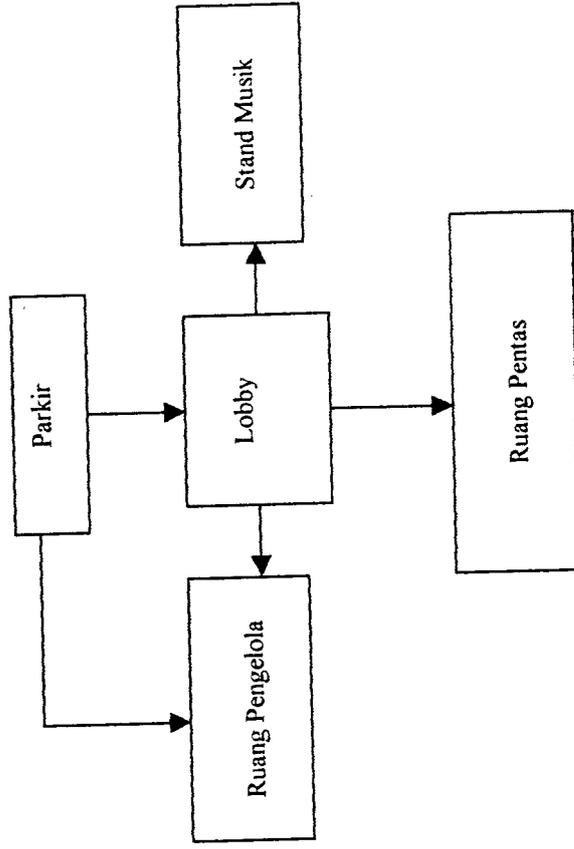 Parkir
Ruang Pengelola
Lobby
Stand Musik
Ruang Pentas